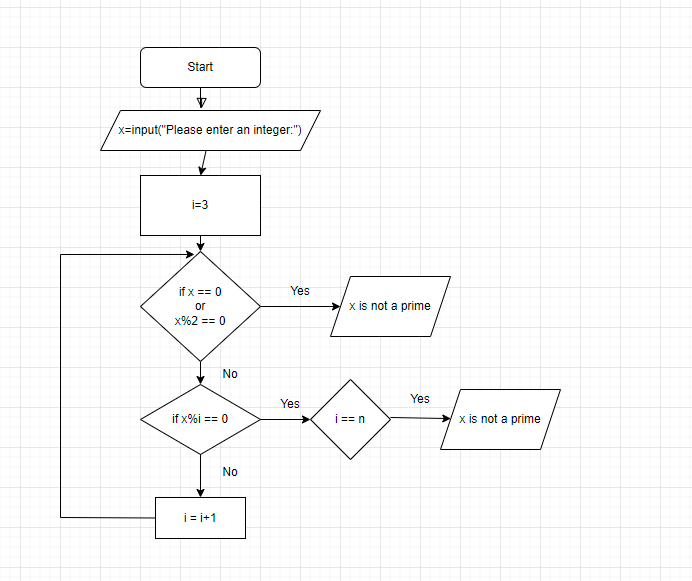 Start
x=input("Please enter an integer:")
i=3
if x == 0
or
x%2 == 0
Yes
x is not a prime
No
if x%i == 0
Yes
i == n
Yes
x is not a prime
No
i = i+1